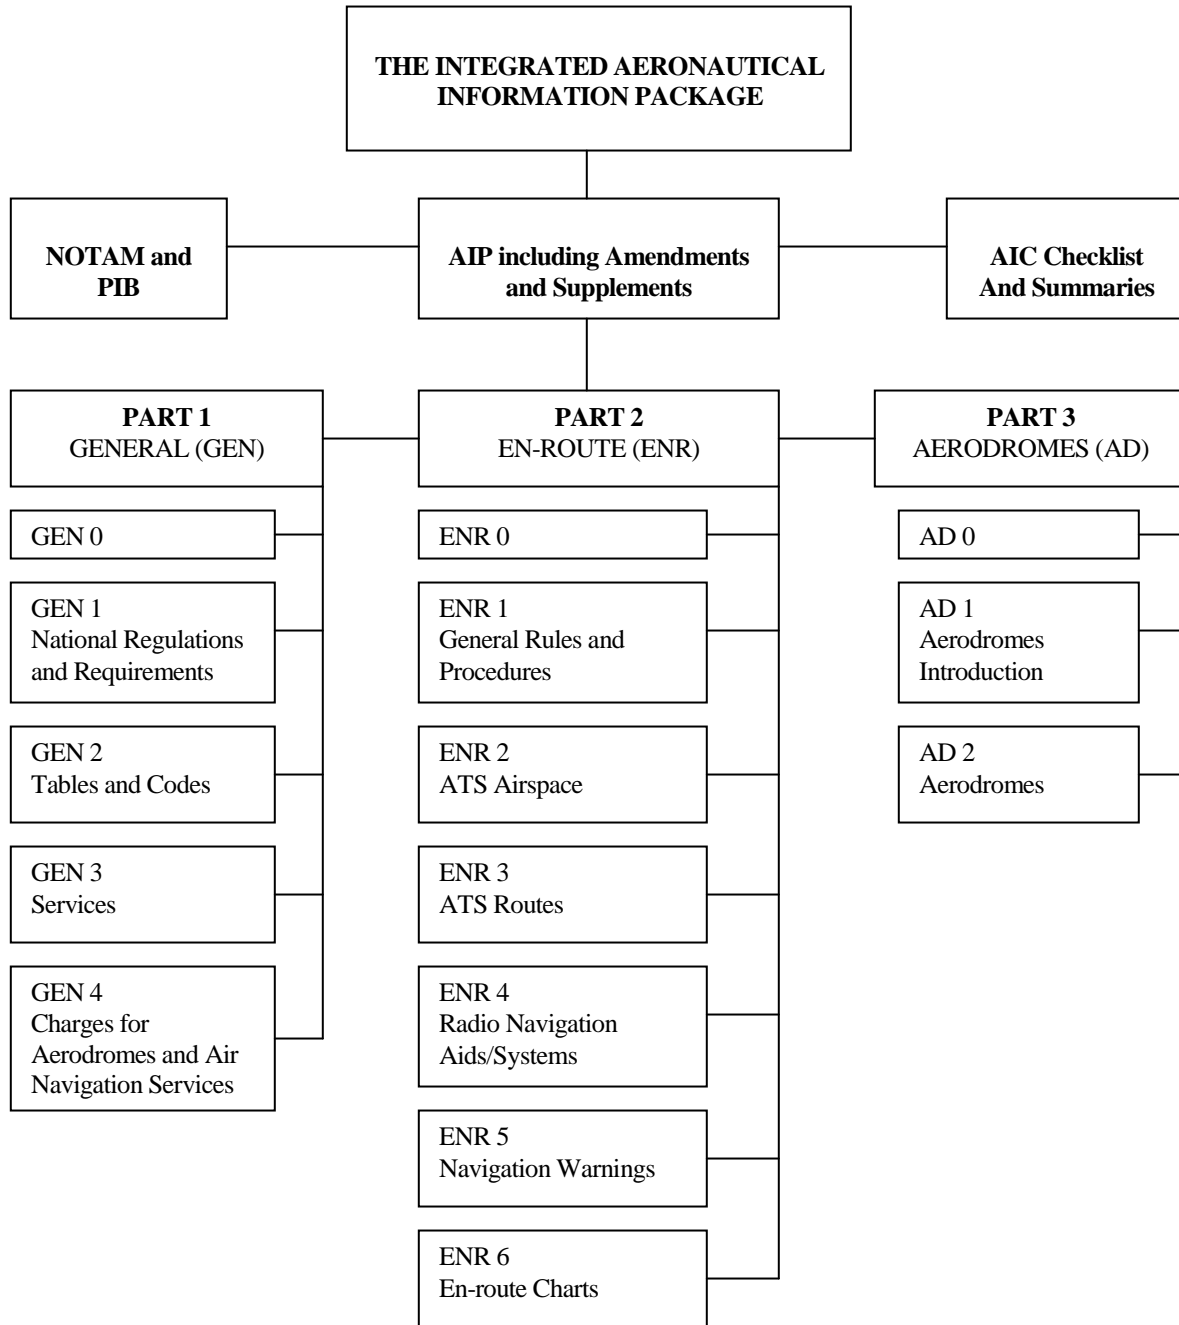 THE INTEGRATED AERONAUTICAL
INFORMATION PACKAGE
NOTAM and
PIB
AIP including Amendments
and Supplements
AIC Checklist
And Summaries
PART 1
GENERAL (GEN)
PART 2
EN-ROUTE (ENR)
PART 3
AERODROMES (AD)
GEN 0
GEN 1
National Regulations
and Requirements
GEN 2
Tables and Codes
GEN 3
Services
GEN 4
Charges for
Aerodromes and Air
Navigation Services
ENR 0
ENR 1
General Rules and
Procedures
ENR 2
ATS Airspace
ENR 3
ATS Routes
ENR 4
Radio Navigation
Aids/Systems
ENR 5
Navigation Warnings
ENR 6
En-route Charts
AD 0
AD 1
Aerodromes
Introduction
AD 2
Aerodromes